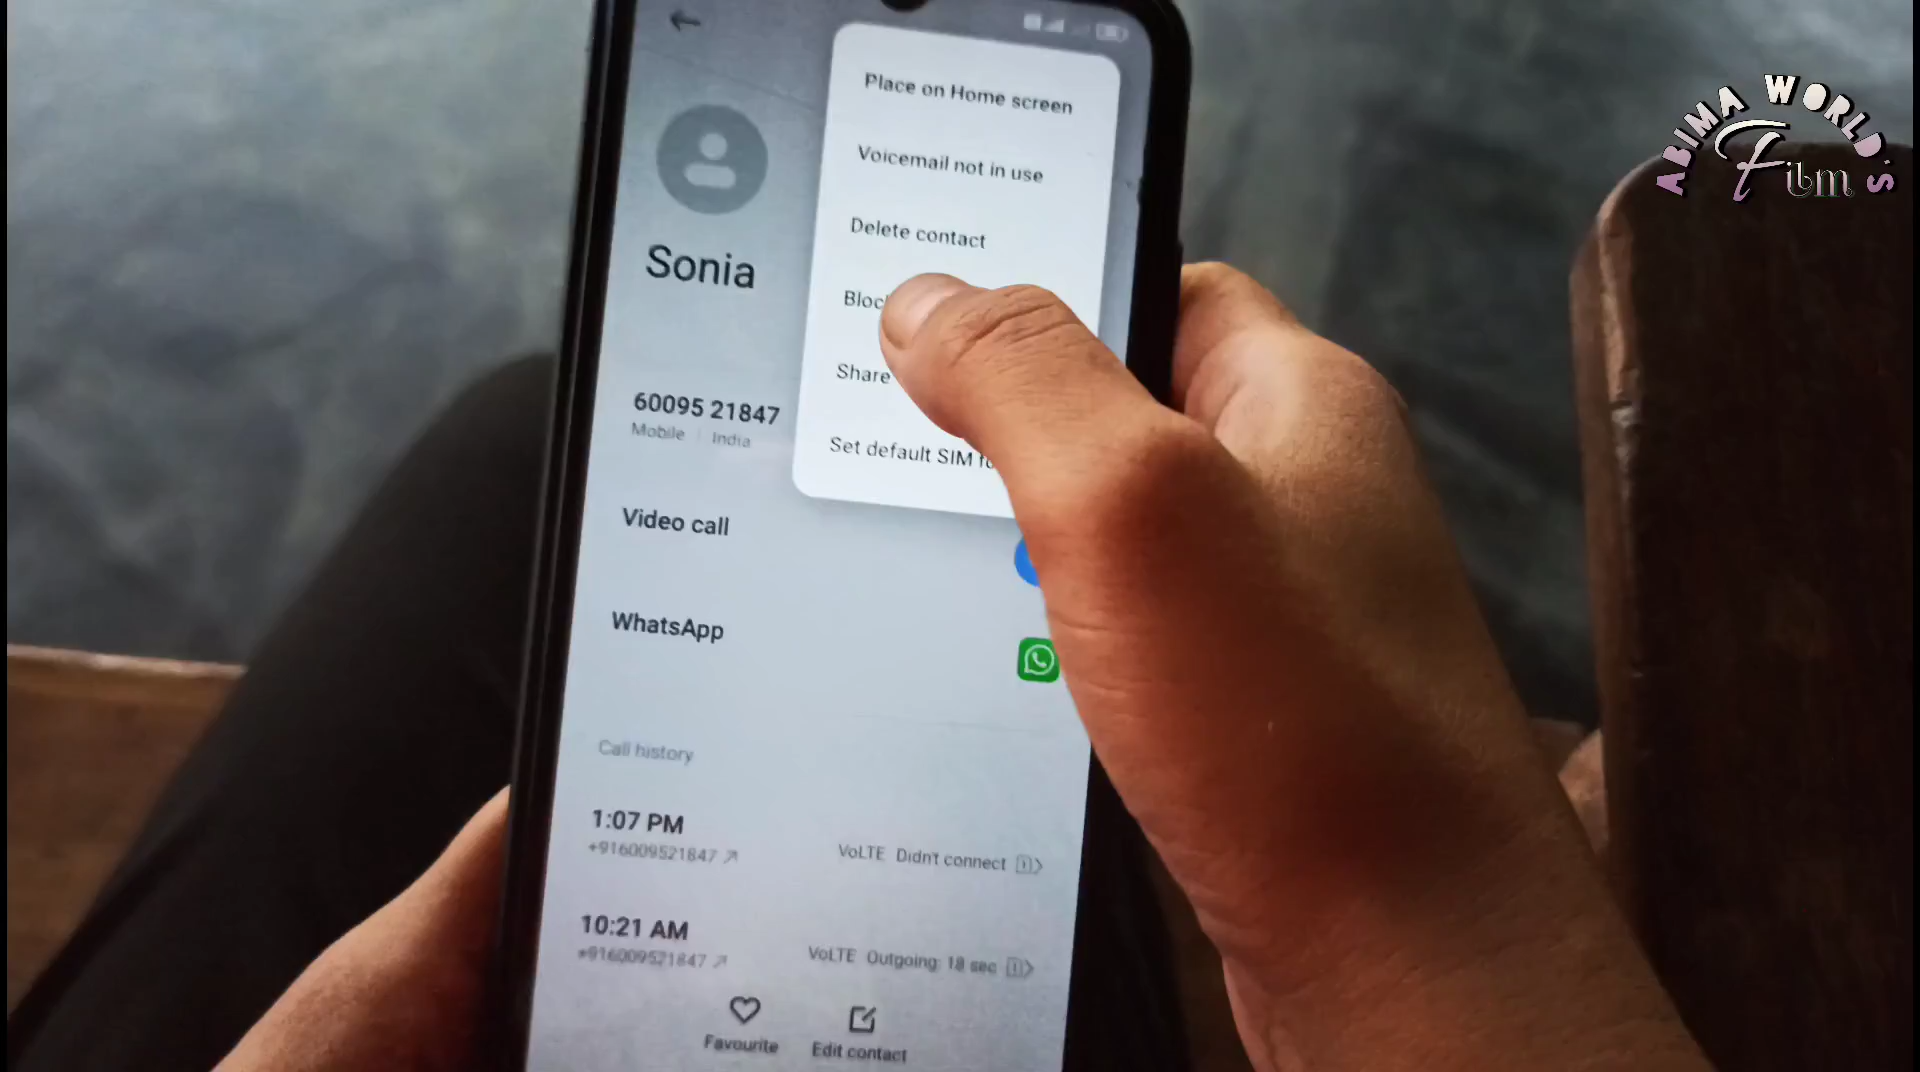 Place on Home screen
Voicemail not in use
Delete contact
Sonia
Share
60095 21847
Mobile | India
Set default SIM
Video call
WhatsApp
Call history
1:07 PM
+916009521847
VoLTE Didn't connect
10:21 AM
+916009521847
VoLTE Outgoing: 18 sec
Favourite
Edit contact
ABIMA WORLD'S
Film